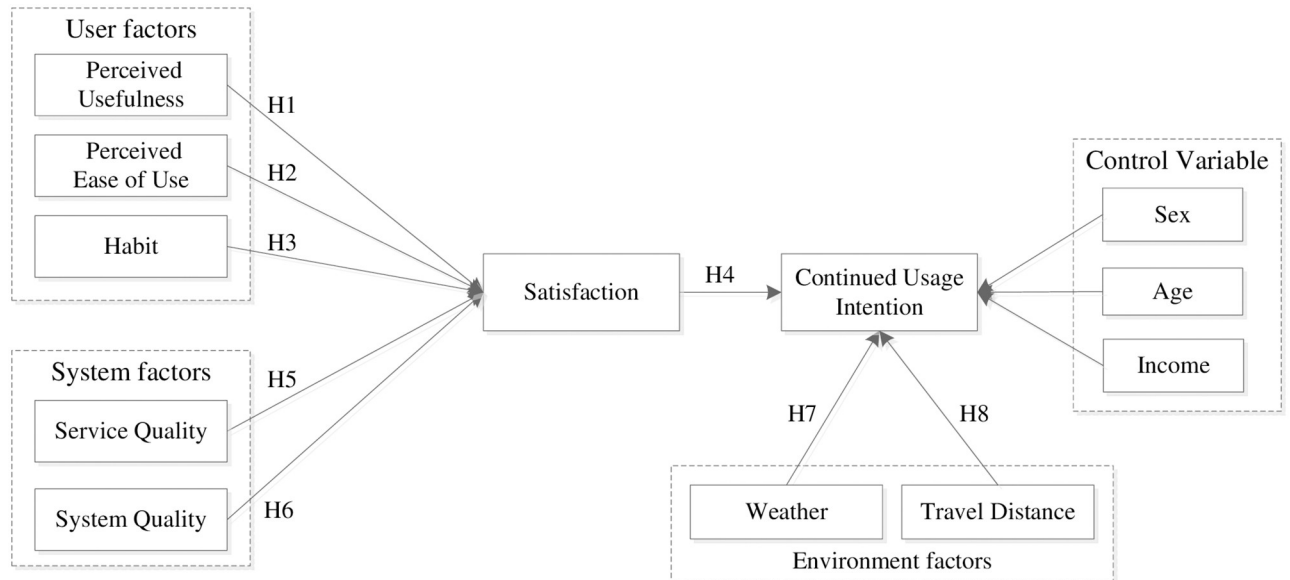 User factors
Perceived
Usefulness
H1
Perceived
Ease of Use
H2
Habit
H3
System factors
Service Quality
H5
System Quality
H6
Satisfaction
H4
Continued Usage
Intention
Control Variable
Sex
Age
Income
H7
H8
Weather
Travel Distance
Environment factors